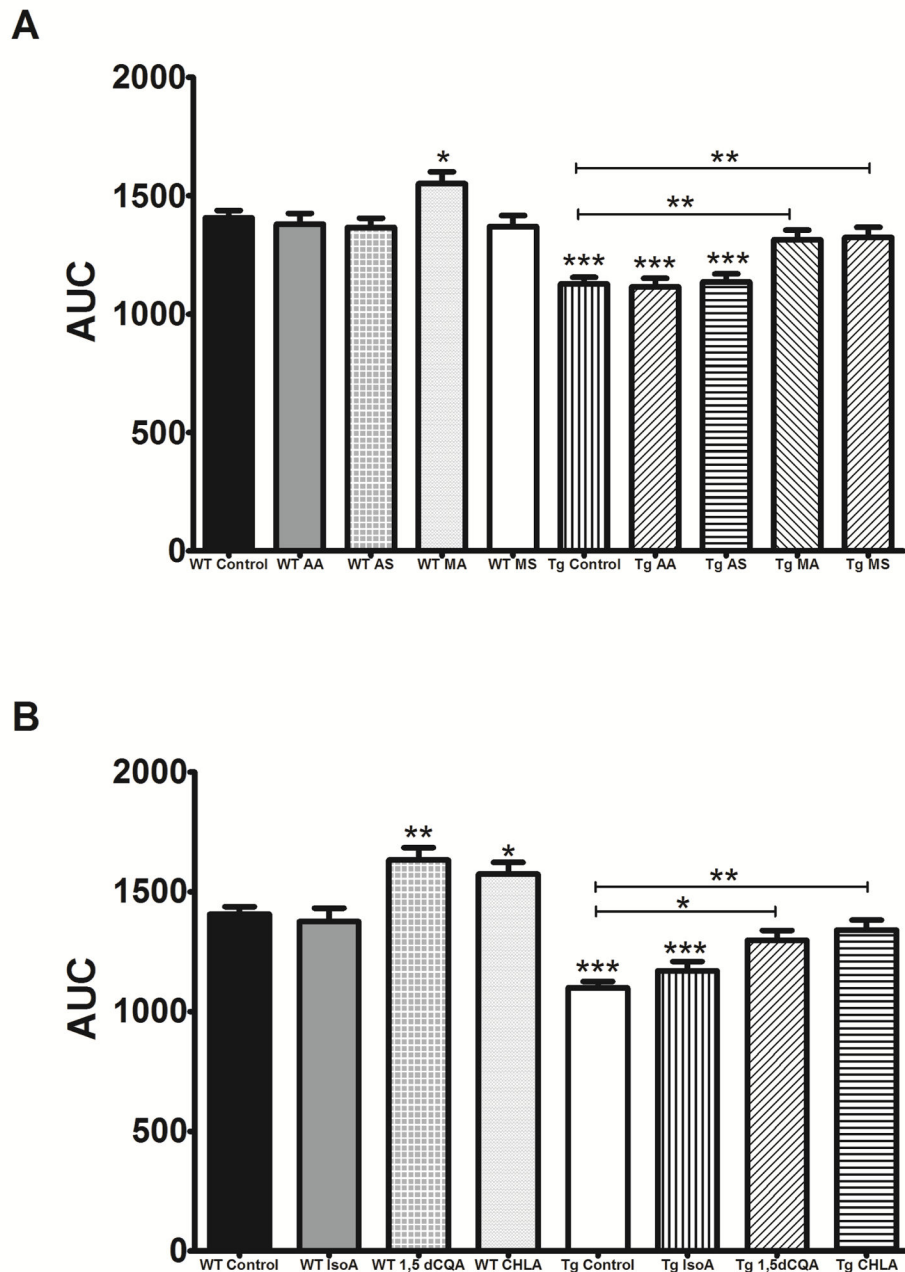 A
2000
**
*
1500
**
*** *** ***
1000
AUC
500
0
WT Control WT AA WT AS WT MA WT MS Tg Control Tg AA Tg AS Tg MA Tg MS
B
2000
**
*
1500
**
*
*** ***
1000
AUC
500
0
WT Control WT IsoA WT 1,5 dCQA WT CHLA Tg Control Tg IsoA Tg 1,5dCQA Tg CHLA